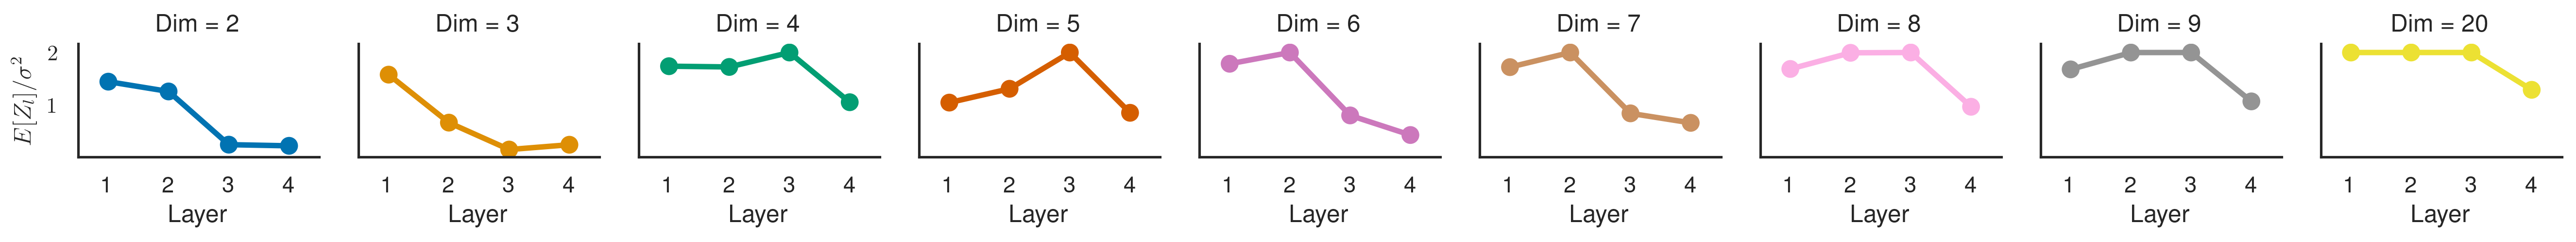 Dim = 2 Dim = 3 Dim = 4 Dim = 5 Dim = 6 Dim = 7 Dim = 8 Dim = 9 Dim = 20
E[Z_l]/σ²
2
1
1 2 3 4 1 2 3 4 1 2 3 4 1 2 3 4 1 2 3 4 1 2 3 4 1 2 3 4 1 2 3 4 1 2 3 4
Layer Layer Layer Layer Layer Layer Layer Layer Layer